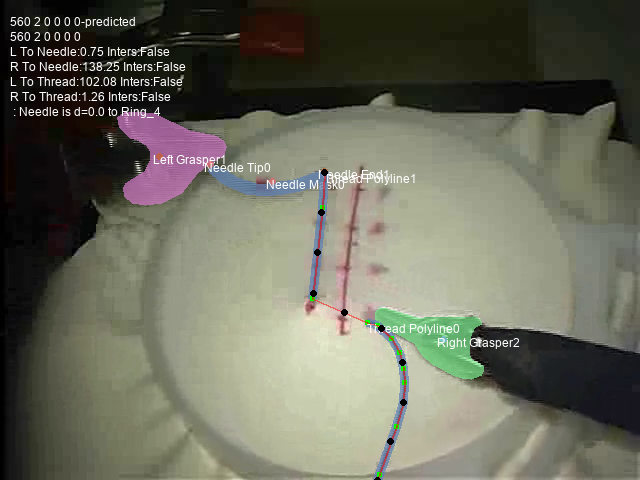 560 2 0 0 0 0-predicted
560 2 0 0 0 0
L To Needle:0.75 Inters:False
R To Needle:138.25 Inters:False
L To Thread:102.08 Inters:False
R To Thread:1.26 Inters:False
: Needle is d=0.0 to Ring_4
Left Grasper1
Needle Tip0
Needle End1
Thread Polyline1
Needle Mask0
Thread Polyline0
Right Grasper2